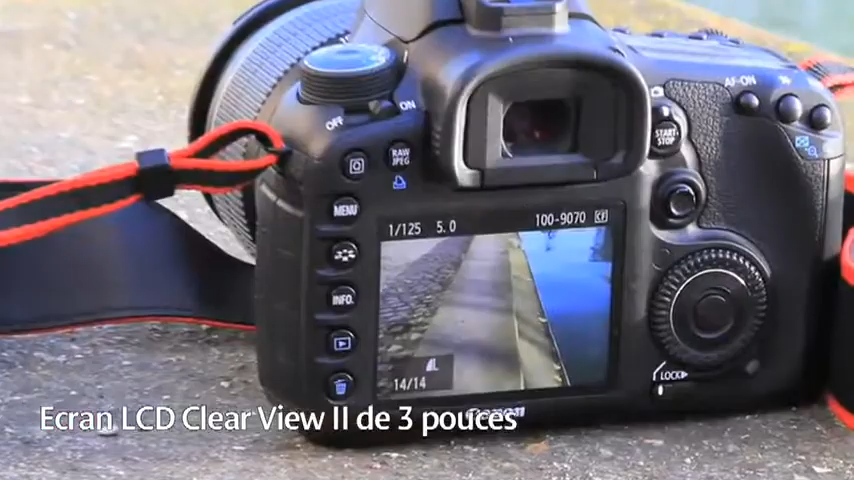 AF-ON
OFF
ON
START
STOP
Q
RAW
JPEG
MENU
1/125 5.0
100-9070 CF
INFO.
L
14/14
LOCK
Canon
Ecran LCD Clear View II de 3 pouces